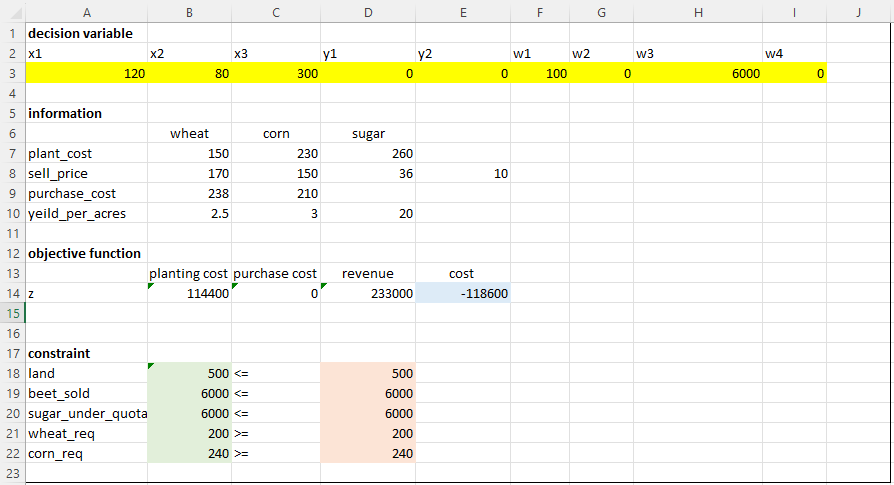 A B C D E F G H I J
1 decision variable
2 x1 x2 x3 y1 y2 w1 w2 w3 w4
3 120 80 300 0 0 100 0 6000 0
4
5 information
6 wheat corn sugar
7 plant_cost 150 230 260
8 sell_price 170 150 36 10
9 purchase_cost 238 210
10 yeild_per_acres 2.5 3 20
11
12 objective function
13 planting cost purchase cost revenue cost
14 z 114400 0 233000 -118600
15
16
17 constraint
18 land 500 <= 500
19 beet_sold 6000 <= 6000
20 sugar_under_quota 6000 <= 6000
21 wheat_req 200 >= 200
22 corn_req 240 >= 240
23